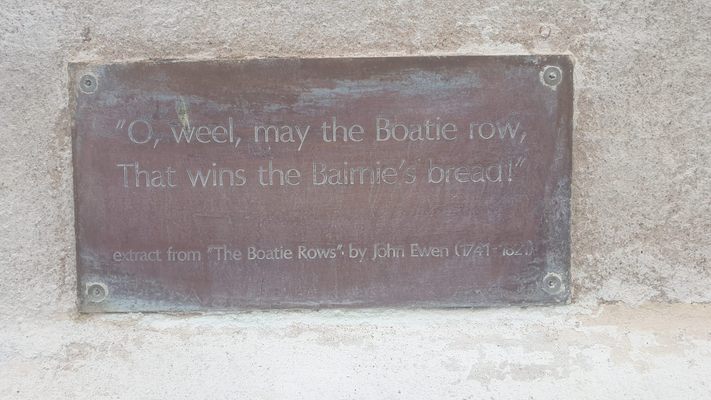 "O, weel, may the Boatie row,
That wins the Bairnie's bread!"
extract from "The Boatie Rows", by John Ewen (1741-1821)